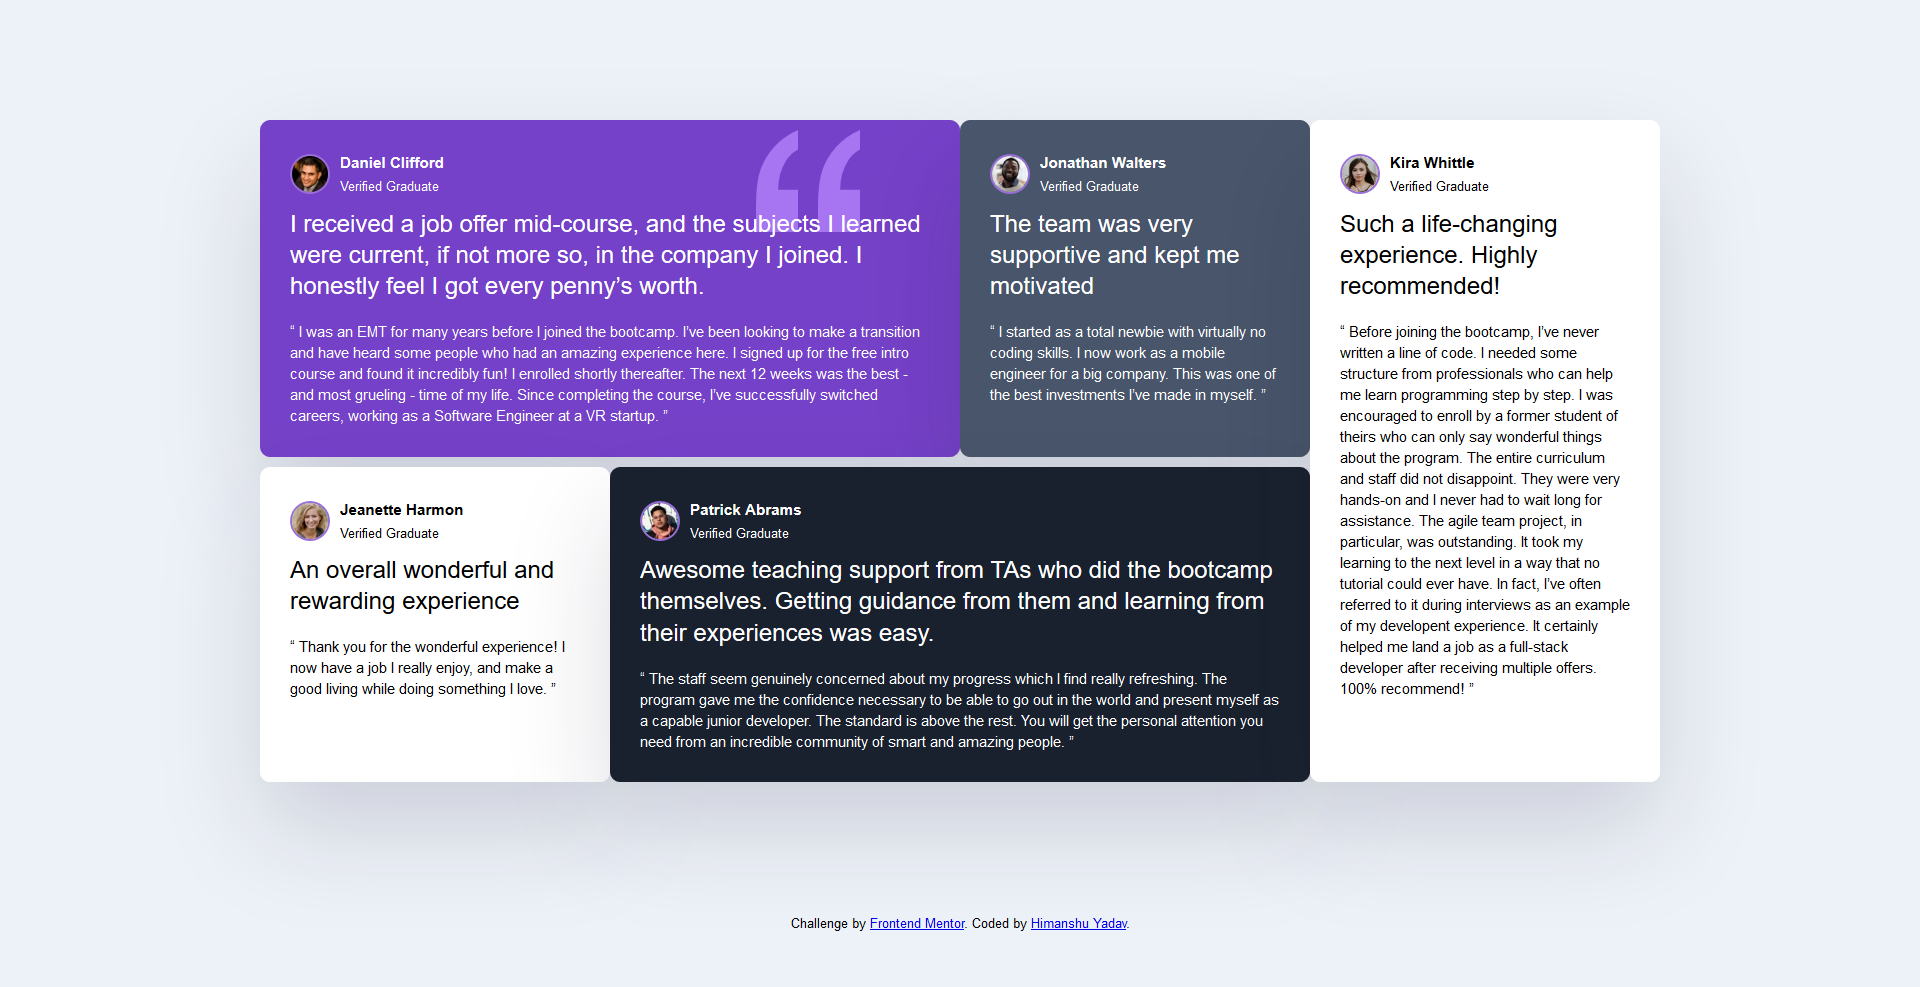 Daniel Clifford
Verified Graduate
I received a job offer mid-course, and the subjects I learned
were current, if not more so, in the company I joined. I
honestly feel I got every penny’s worth.
“ I was an EMT for many years before I joined the bootcamp. I’ve been looking to make a transition
and have heard some people who had an amazing experience here. I signed up for the free intro
course and found it incredibly fun! I enrolled shortly thereafter. The next 12 weeks was the best -
and most grueling - time of my life. Since completing the course, I’ve successfully switched
careers, working as a Software Engineer at a VR startup. ”
Jonathan Walters
Verified Graduate
The team was very
supportive and kept me
motivated
“ I started as a total newbie with virtually no
coding skills. I now work as a mobile
engineer for a big company. This was one of
the best investments I’ve made in myself. ”
Kira Whittle
Verified Graduate
Such a life-changing
experience. Highly
recommended!
“ Before joining the bootcamp, I’ve never
written a line of code. I needed some
structure from professionals who can help
me learn programming step by step. I was
encouraged to enroll by a former student of
theirs who can only say wonderful things
about the program. The entire curriculum
and staff did not disappoint. They were very
hands-on and I never had to wait long for
assistance. The agile team project, in
particular, was outstanding. It took my
learning to the next level in a way that no
tutorial could ever have. In fact, I’ve often
referred to it during interviews as an example
of my developent experience. It certainly
helped me land a job as a full-stack
developer after receiving multiple offers.
100% recommend! ”
Jeanette Harmon
Verified Graduate
An overall wonderful and
rewarding experience
“ Thank you for the wonderful experience! I
now have a job I really enjoy, and make a
good living while doing something I love. ”
Patrick Abrams
Verified Graduate
Awesome teaching support from TAs who did the bootcamp
themselves. Getting guidance from them and learning from
their experiences was easy.
“ The staff seem genuinely concerned about my progress which I find really refreshing. The
program gave me the confidence necessary to be able to go out in the world and present myself as
a capable junior developer. The standard is above the rest. You will get the personal attention you
need from an incredible community of smart and amazing people. ”
Challenge by Frontend Mentor. Coded by Himanshu Yadav.